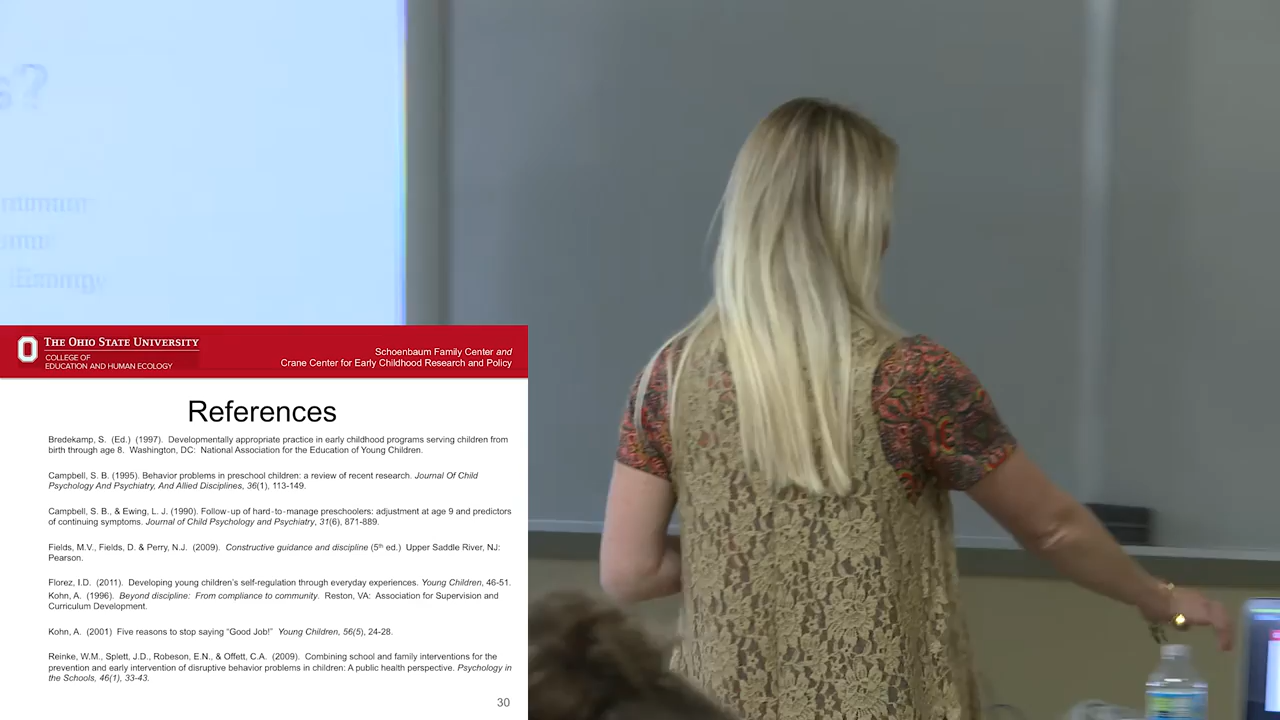 s?
THE OHIO STATE UNIVERSITY
COLLEGE OF
EDUCATION AND HUMAN ECOLOGY
Schoenbaum Family Center and
Crane Center for Early Childhood Research and Policy
References
Bredekamp, S. (Ed.) (1997). Developmentally appropriate practice in early childhood programs serving children from
birth through age 8. Washington, DC: National Association for the Education of Young Children.
Campbell, S. B. (1995). Behavior problems in preschool children: a review of recent research. Journal Of Child
Psychology And Psychiatry, And Allied Disciplines, 36(1), 113-149.
Campbell, S. B., & Ewing, L. J. (1990). Follow-up of hard-to-manage preschoolers: adjustment at age 9 and predictors
of continuing symptoms. Journal of Child Psychology and Psychiatry, 31(6), 871-889.
Fields, M.V., Fields, D. & Perry, N.J. (2009). Constructive guidance and discipline (5th ed.) Upper Saddle River, NJ:
Pearson.
Florez, I.D. (2011). Developing young children's self-regulation through everyday experiences. Young Children, 46-51.
Kohn, A. (1996). Beyond discipline: From compliance to community. Reston, VA: Association for Supervision and
Curriculum Development.
Kohn, A. (2001) Five reasons to stop saying “Good Job!” Young Children, 56(5), 24-28.
Reinke, W.M., Splett, J.D., Robeson, E.N., & Offett, C.A. (2009). Combining school and family interventions for the
prevention and early intervention of disruptive behavior problems in children: A public health perspective. Psychology in
the Schools, 46(1), 33-43.
30